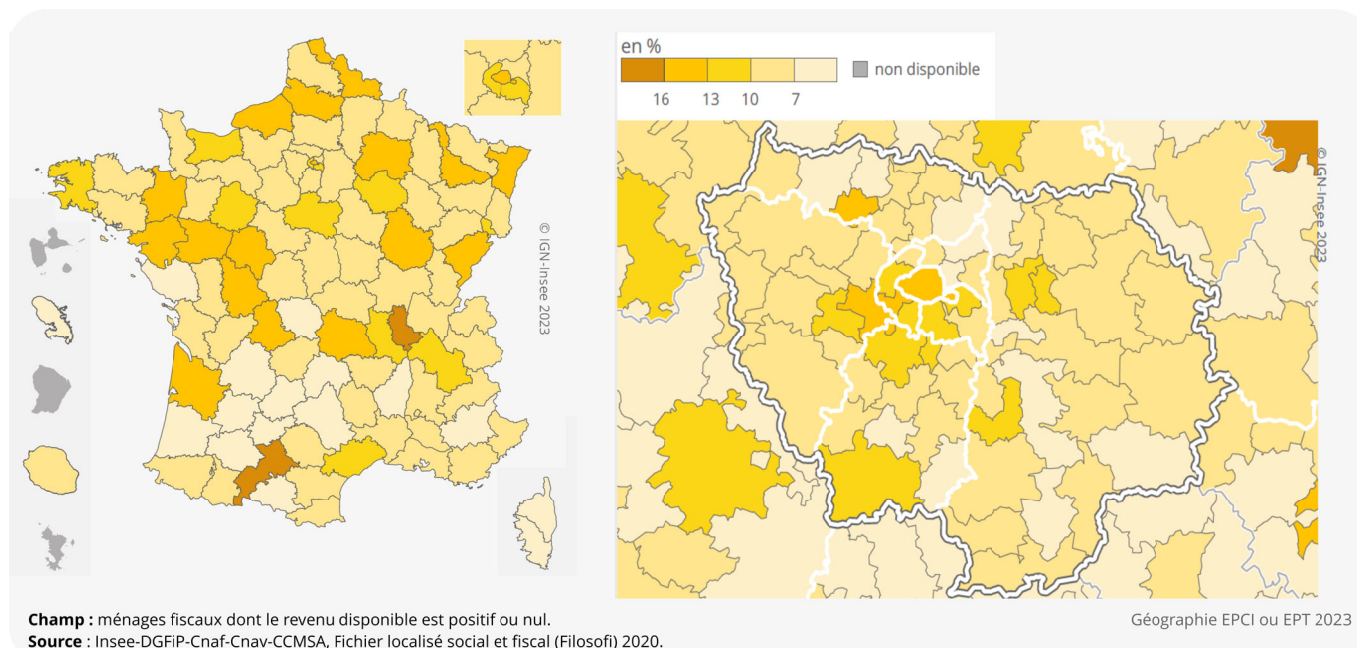 en %
non disponible
16 13 10 7
© IGN-Insee 2023
© IGN-Insee 2023
Champ : ménages fiscaux dont le revenu disponible est positif ou nul.
Géographie EPCI ou EPT 2023
Source : Insee-DGFiP-Cnaf-Cnav-CCMSA, Fichier localisé social et fiscal (Filosofi) 2020.